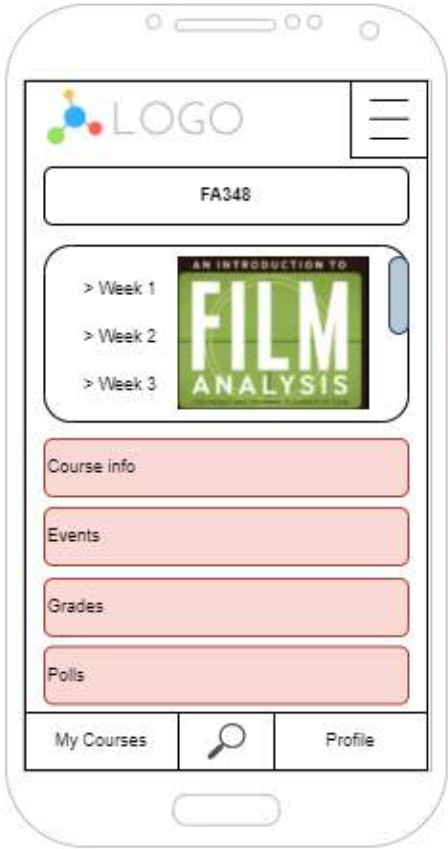 LOGO
FA348
> Week 1
> Week 2
> Week 3
AN INTRODUCTION TO
FILM
ANALYSIS
Course info
Events
Grades
Polls
My Courses
Profile